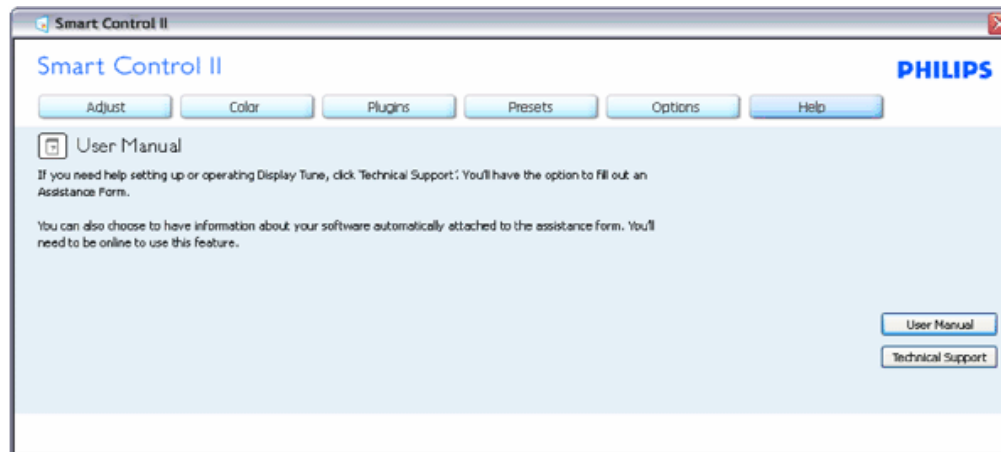 Smart Control II
Smart Control II
PHILIPS
Adjust
Color
Plugins
Presets
Options
Help
User Manual
If you need help setting up or operating Display Tune, click 'Technical Support'. You'll have the option to fill out an
Assistance Form.
You can also choose to have information about your software automatically attached to the assistance form. You'll
need to be online to use this feature.
User Manual
Technical Support